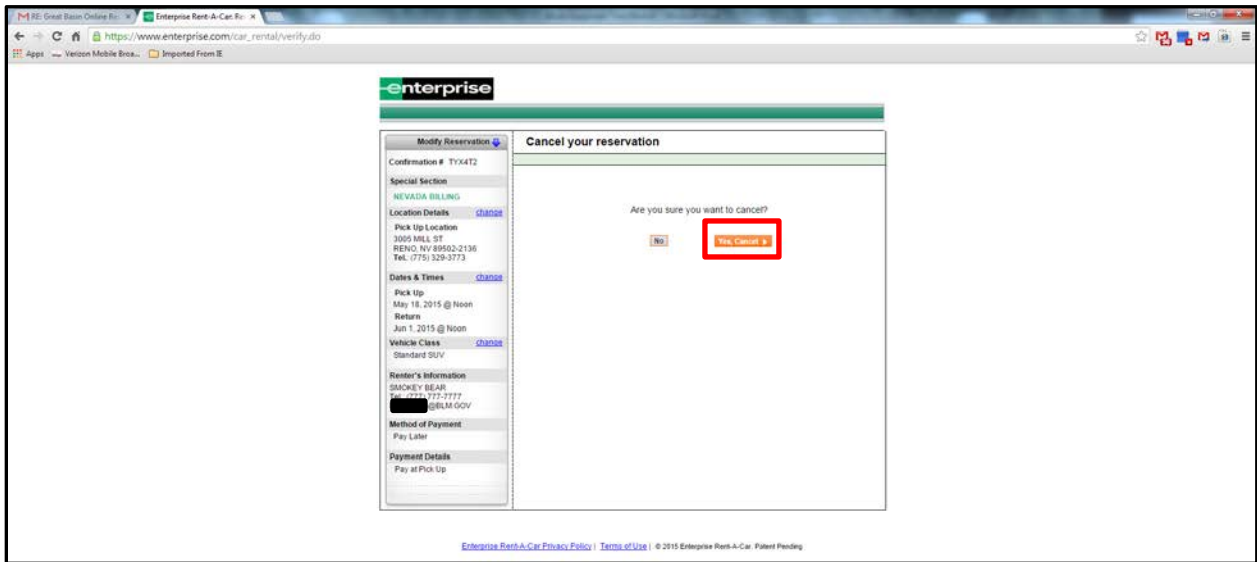 RE: Great Basin Online Re
Enterprise Rent-A-Car: Re
https://www.enterprise.com/car_rental/verify.do
Apps
Verizon Mobile Broa...
Imported From IE
enterprise
Modify Reservation
Confirmation # TYX4T2
Special Section
NEVADA BILLING
Location Details change
Pick Up Location
3005 MILL ST
RENO, NV 89502-2136
Tel.: (775) 329-3773
Dates & Times change
Pick Up
May 18, 2015 @ Noon
Return
Jun 1, 2015 @ Noon
Vehicle Class change
Standard SUV
Renter's Information
SMOKEY BEAR
Tel.: (777) 777-7777
@BLM.GOV
Method of Payment
Pay Later
Payment Details
Pay at Pick Up
Cancel your reservation
Are you sure you want to cancel?
No
Yes, Cancel
Enterprise Rent-A-Car Privacy Policy | Terms of Use | © 2015 Enterprise Rent-A-Car. Patent Pending